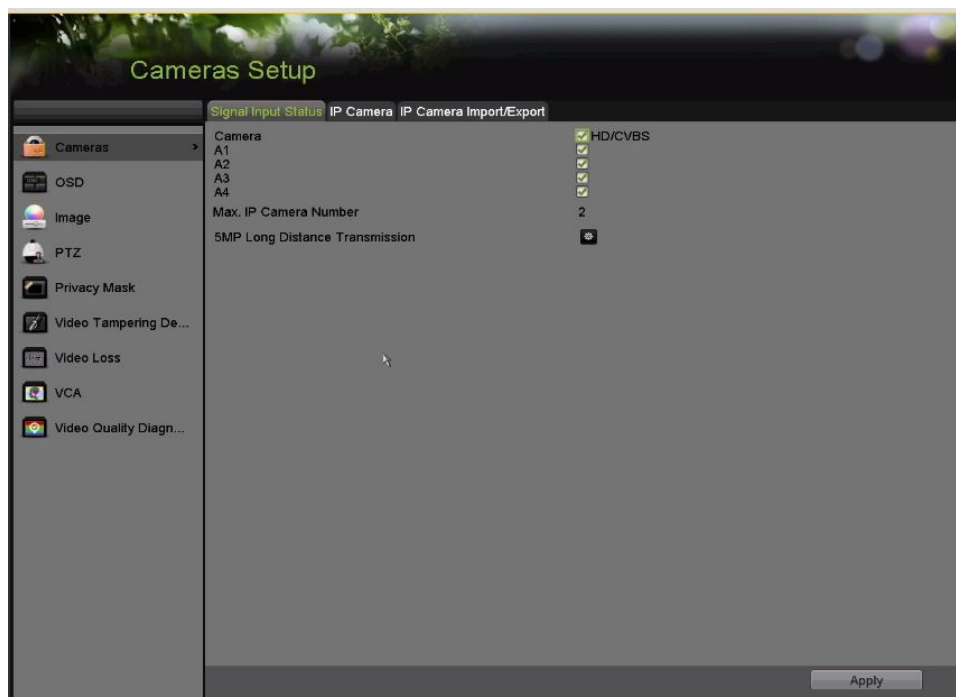 Cameras Setup
Signal Input Status IP Camera IP Camera Import/Export
Cameras >
OSD
Image
PTZ
Privacy Mask
Video Tampering De...
Video Loss
VCA
Video Quality Diagn...
Camera HD/CVBS
A1
A2
A3
A4
Max. IP Camera Number 2
5MP Long Distance Transmission
Apply